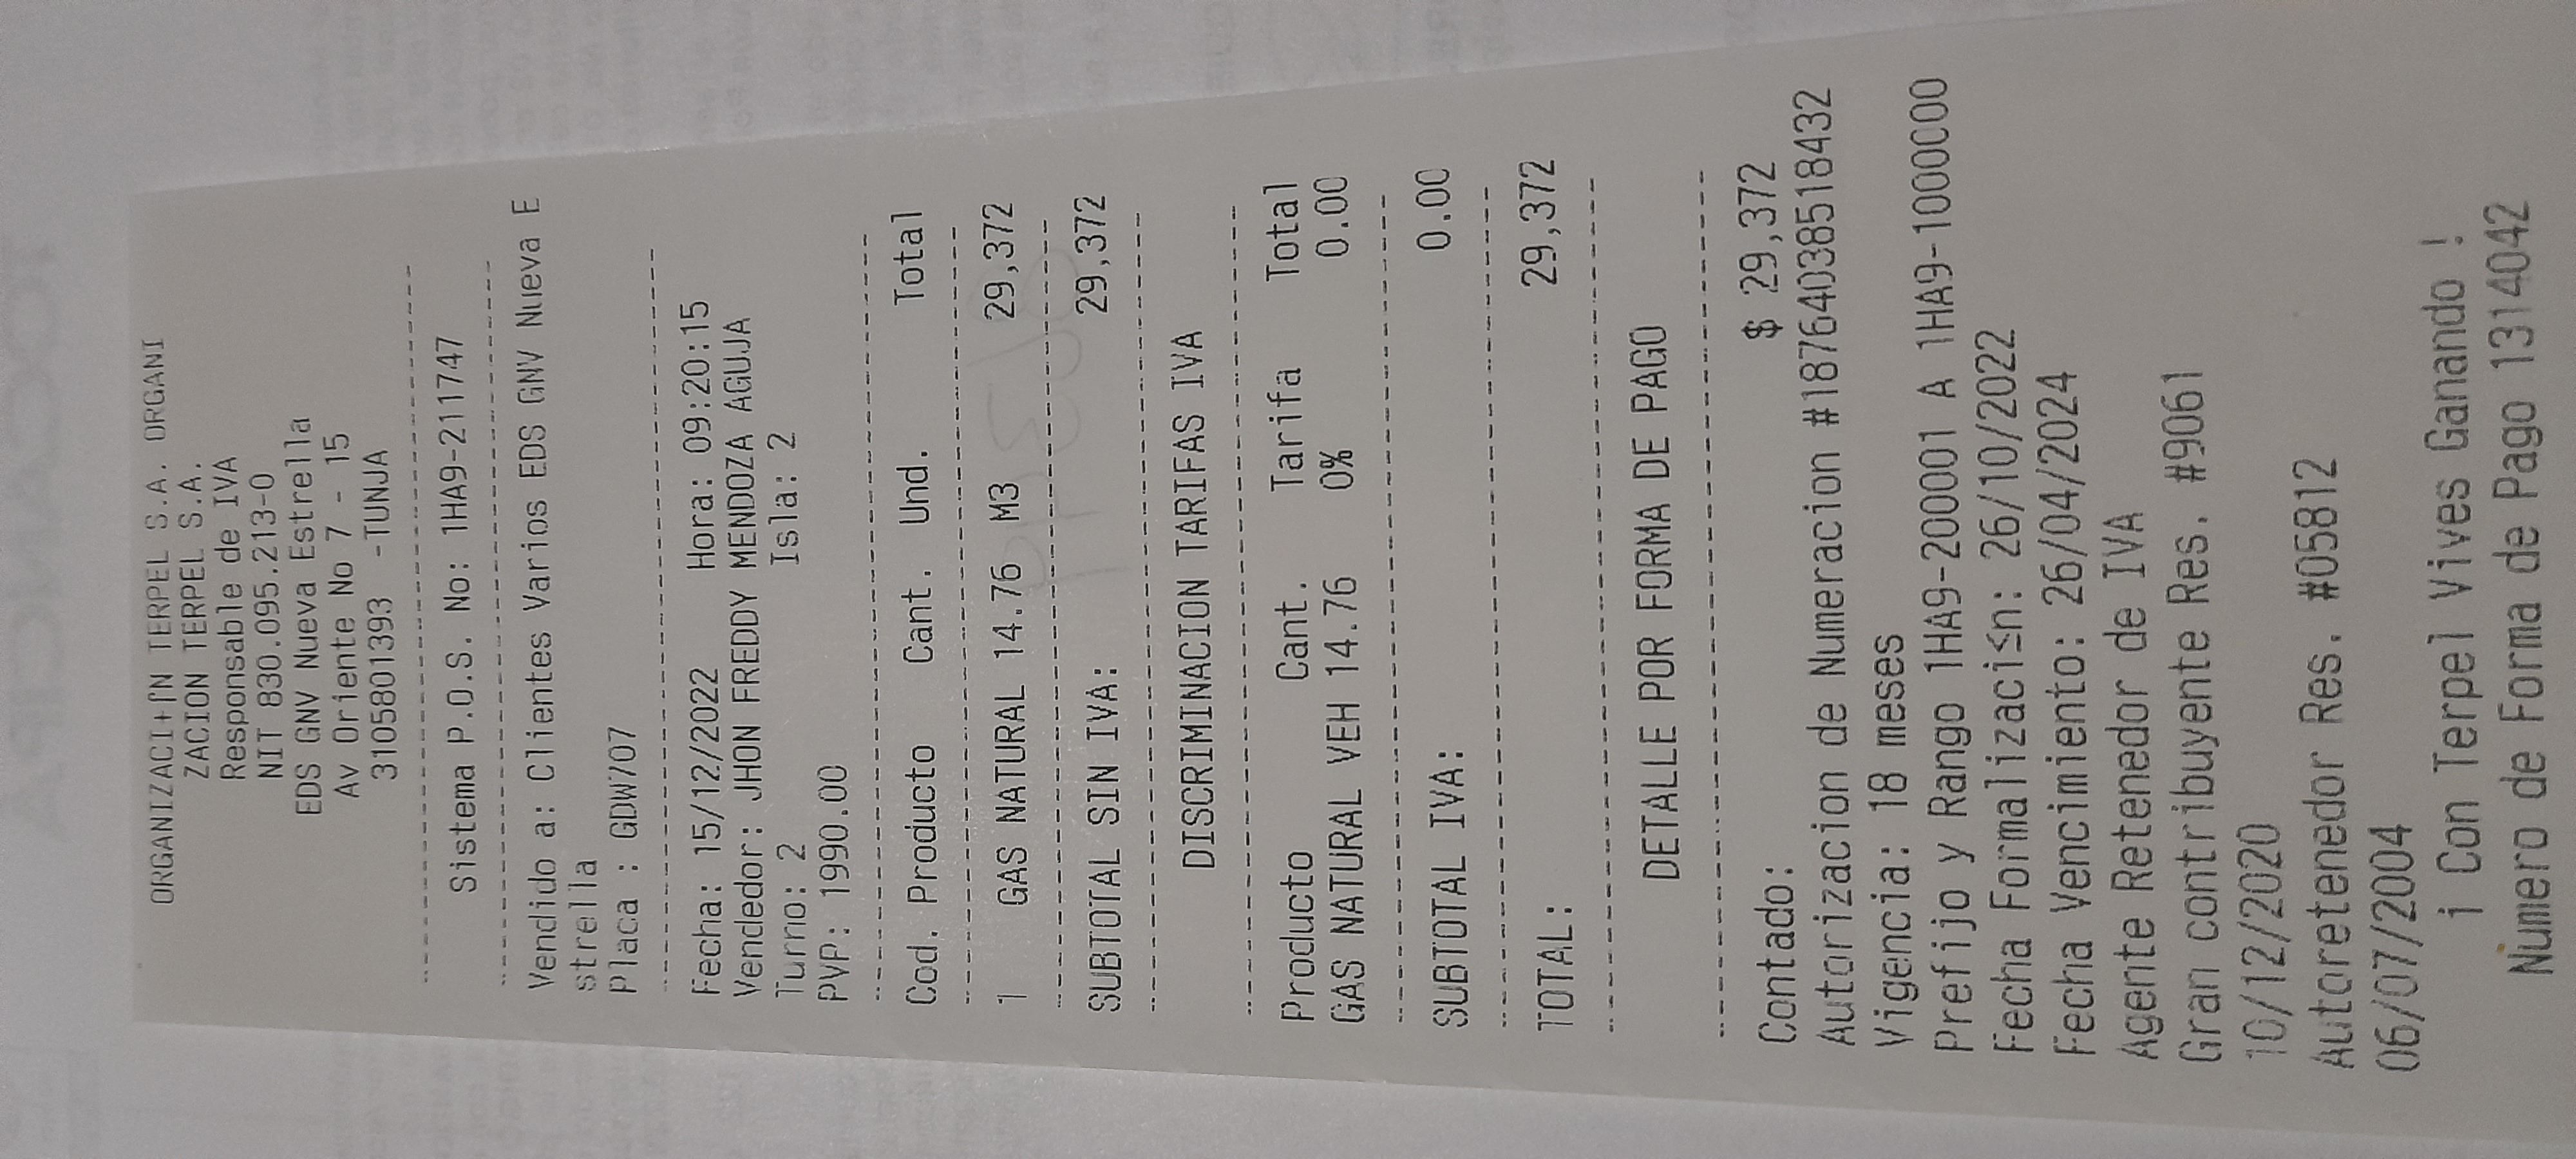 ORGANIZACI+[N TERPEL S.A. ORGANI
ZACION TERPEL S.A.
Responsable de IVA
NIT 830.095.213-0
EDS GNV Nueva Estrella
Av Oriente No 7 - 15
3105801393 -TUNJA
--------------------------------
Sistema P.O.S. No: 1HA9-211747
--------------------------------
Vendido a: Clientes Varios EDS GNV Nueva E
strella
Placa : GDW707
--------------------------------
Fecha: 15/12/2022 Hora: 09:20:15
Vendedor: JHON FREDDY MENDOZA AGUJA
Turno: 2 Isla: 2
PVP: 1990.00
--------------------------------
Cod. Producto Cant. Und. Total
--------------------------------
1 GAS NATURAL 14.76 M3 29,372
--------------------------------
SUBTOTAL SIN IVA: 29,372
--------------------------------
DISCRIMINACION TARIFAS IVA
--------------------------------
Producto Cant. Tarifa Total
GAS NATURAL VEH 14.76 0% 0.00
--------------------------------
SUBTOTAL IVA: 0.00
--------------------------------
TOTAL: 29,372
--------------------------------
DETALLE POR FORMA DE PAGO
--------------------------------
Contado: $ 29,372
Autorizacion de Numeracion #18764038518432
Vigencia: 18 meses
Prefijo y Rango 1HA9-200001 A 1HA9-1000000
Fecha Formalizaci≤n: 26/10/2022
Fecha Vencimiento: 26/04/2024
Agente Retenedor de IVA
Gran contribuyente Res. #9061
10/12/2020
Autoretenedor Res. #05812
06/07/2004
¡ Con Terpel Vives Ganando !
Numero de Forma de Pago 1314042